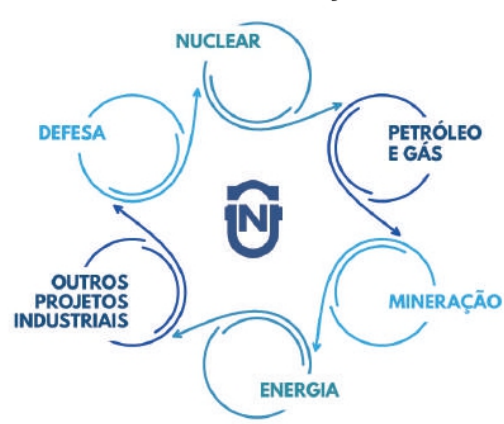 NUCLEAR
PETRÓLEO
E GÁS
MINERAÇÃO
ENERGIA
OUTROS
PROJETOS
INDUSTRIAIS
DEFESA
N